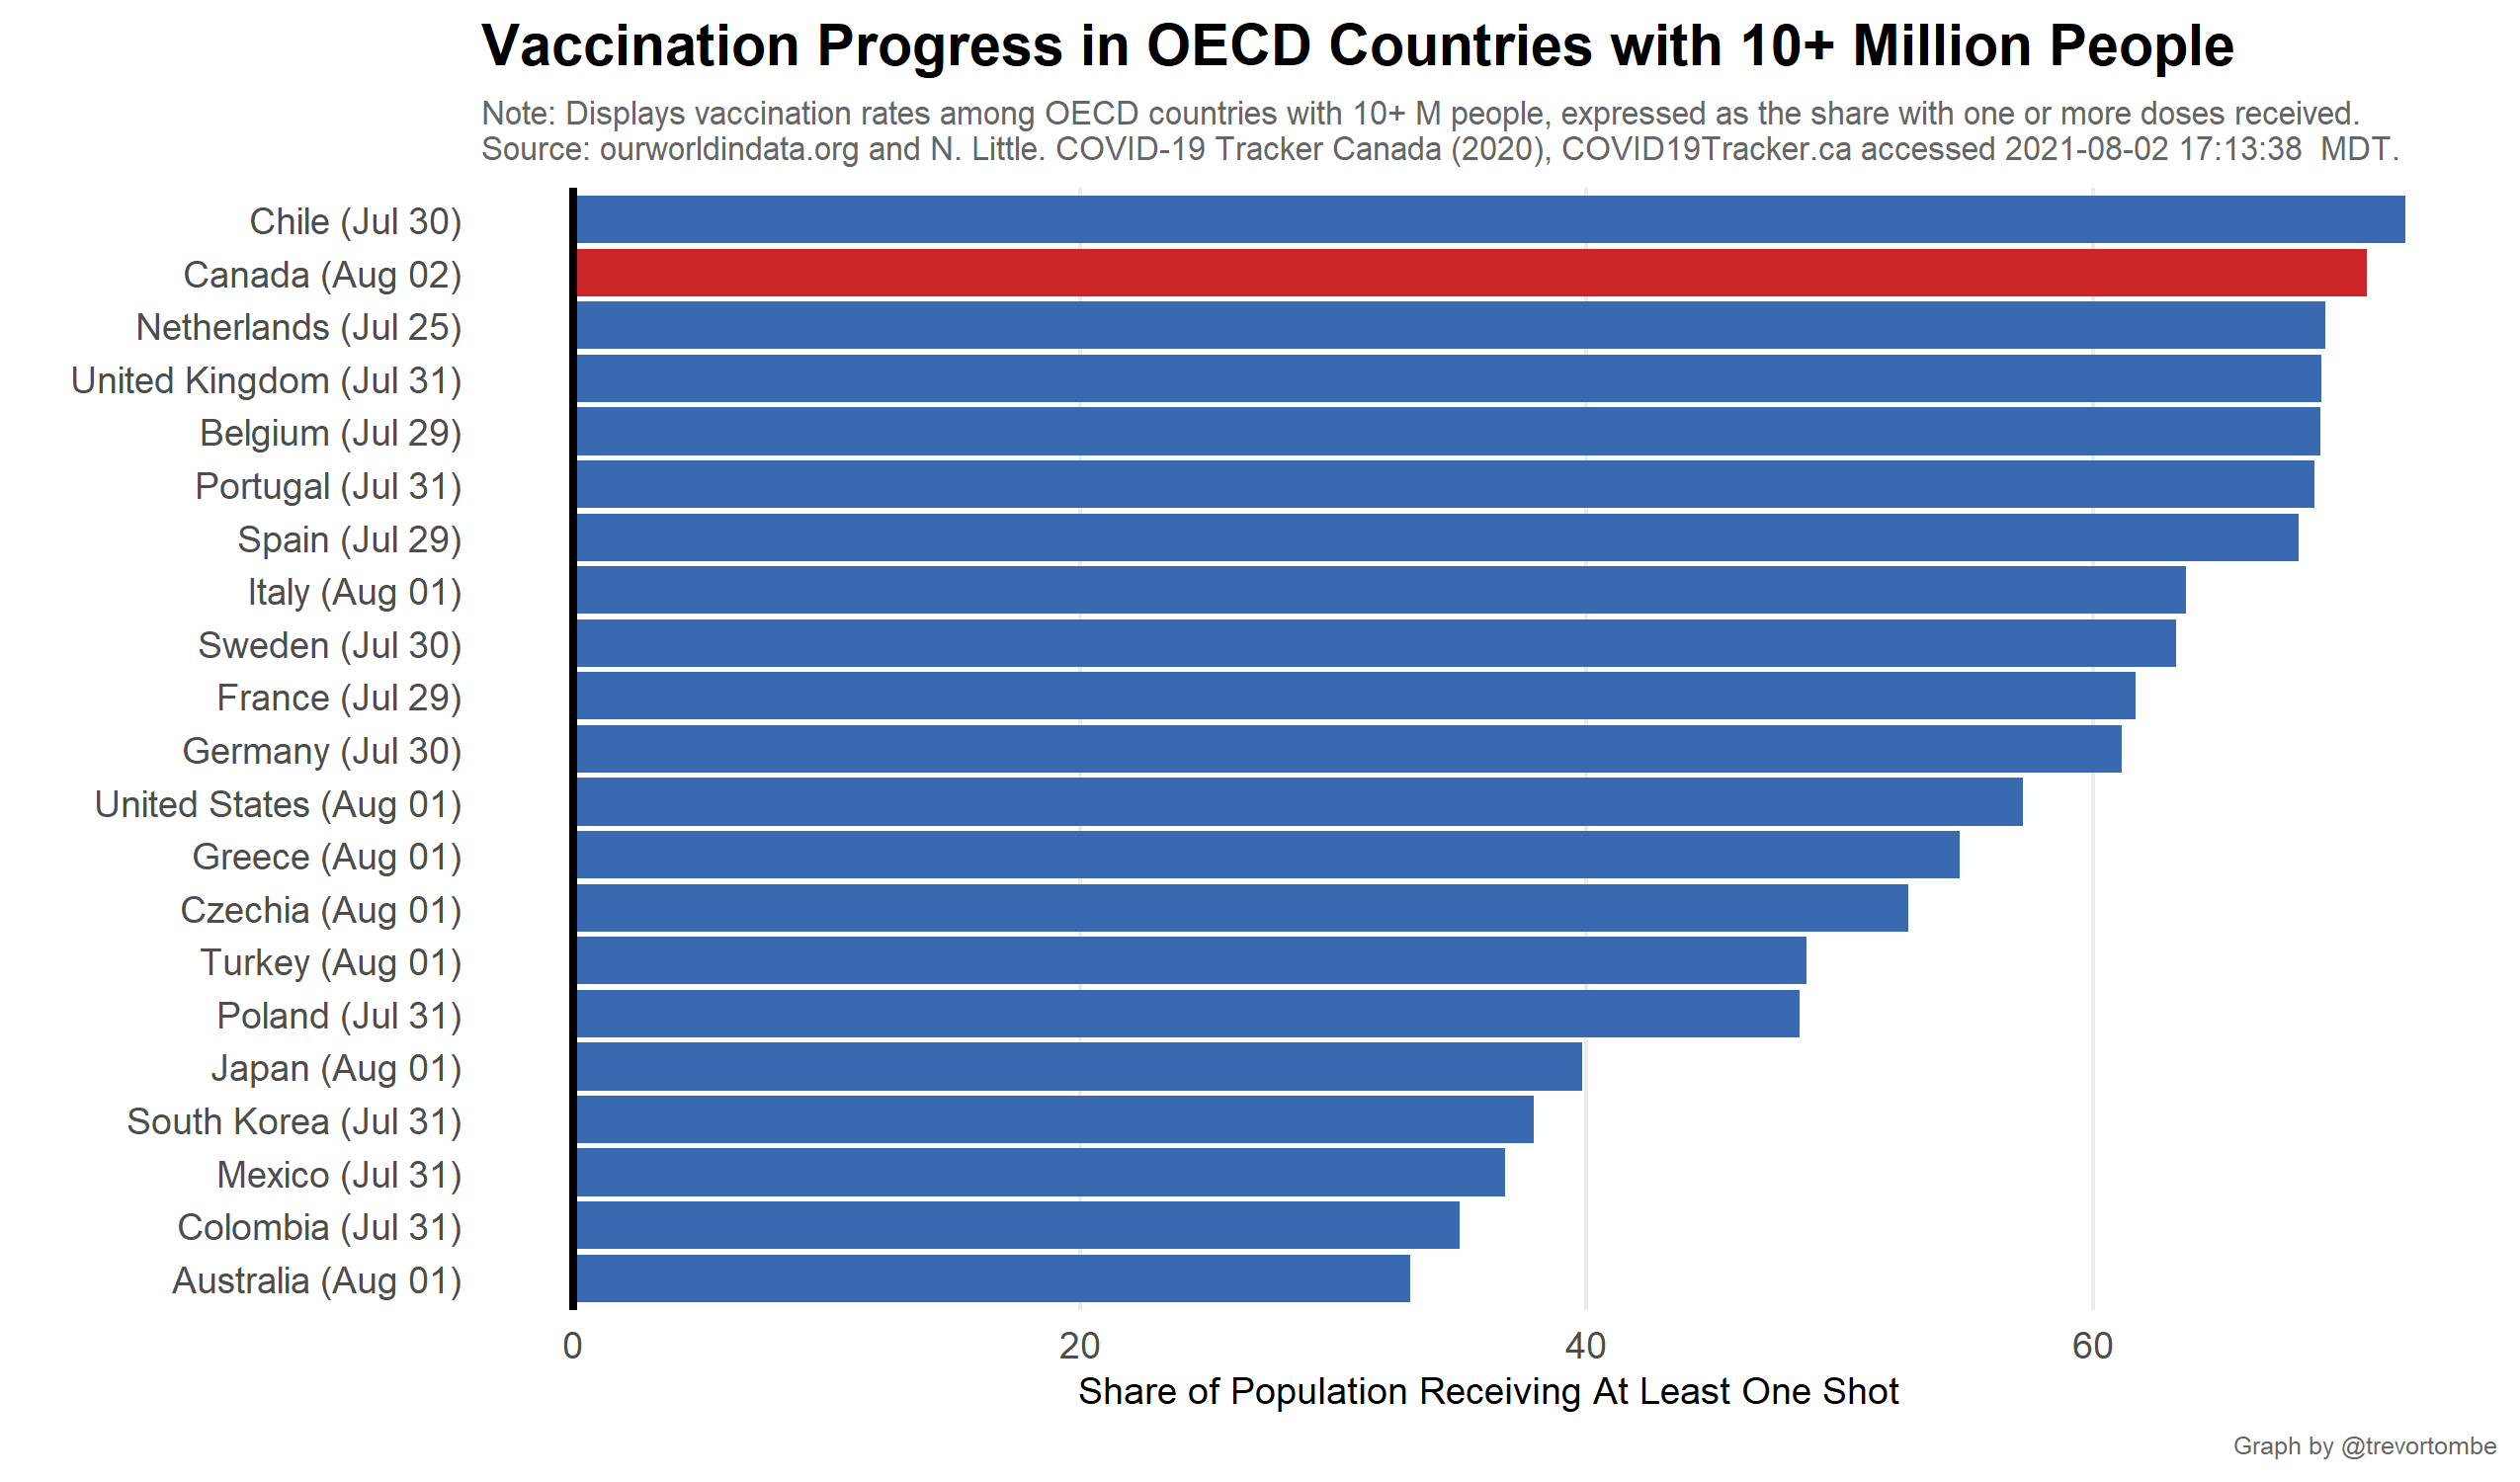 Vaccination Progress in OECD Countries with 10+ Million People
Note: Displays vaccination rates among OECD countries with 10+ M people, expressed as the share with one or more doses received.
Source: ourworldindata.org and N. Little. COVID-19 Tracker Canada (2020), COVID19Tracker.ca accessed 2021-08-02 17:13:38  MDT.
Chile (Jul 30)
Canada (Aug 02)
Netherlands (Jul 25)
United Kingdom (Jul 31)
Belgium (Jul 29)
Portugal (Jul 31)
Spain (Jul 29)
Italy (Aug 01)
Sweden (Jul 30)
France (Jul 29)
Germany (Jul 30)
United States (Aug 01)
Greece (Aug 01)
Czechia (Aug 01)
Turkey (Aug 01)
Poland (Jul 31)
Japan (Aug 01)
South Korea (Jul 31)
Mexico (Jul 31)
Colombia (Jul 31)
Australia (Aug 01)
0 20 40 60
Share of Population Receiving At Least One Shot
Graph by @trevortombe